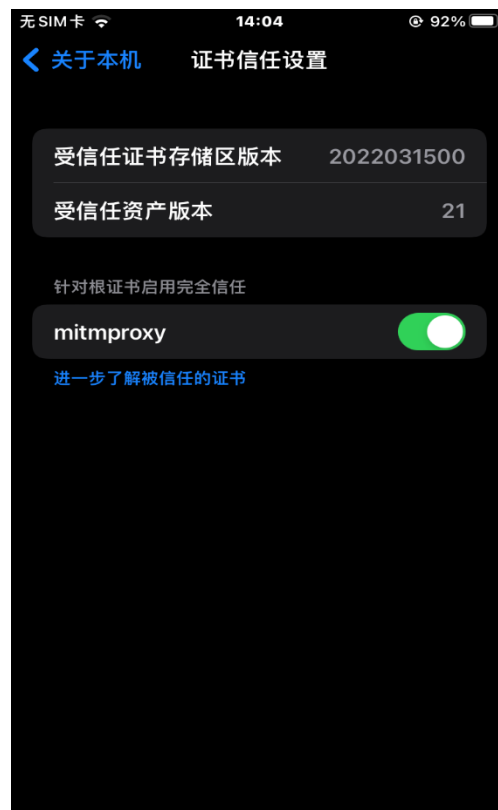 无SIM卡 14:04 92%
关于本机 证书信任设置
受信任证书存储区版本 2022031500
受信任资产版本 21
针对根证书启用完全信任
mitmproxy
进一步了解被信任的证书